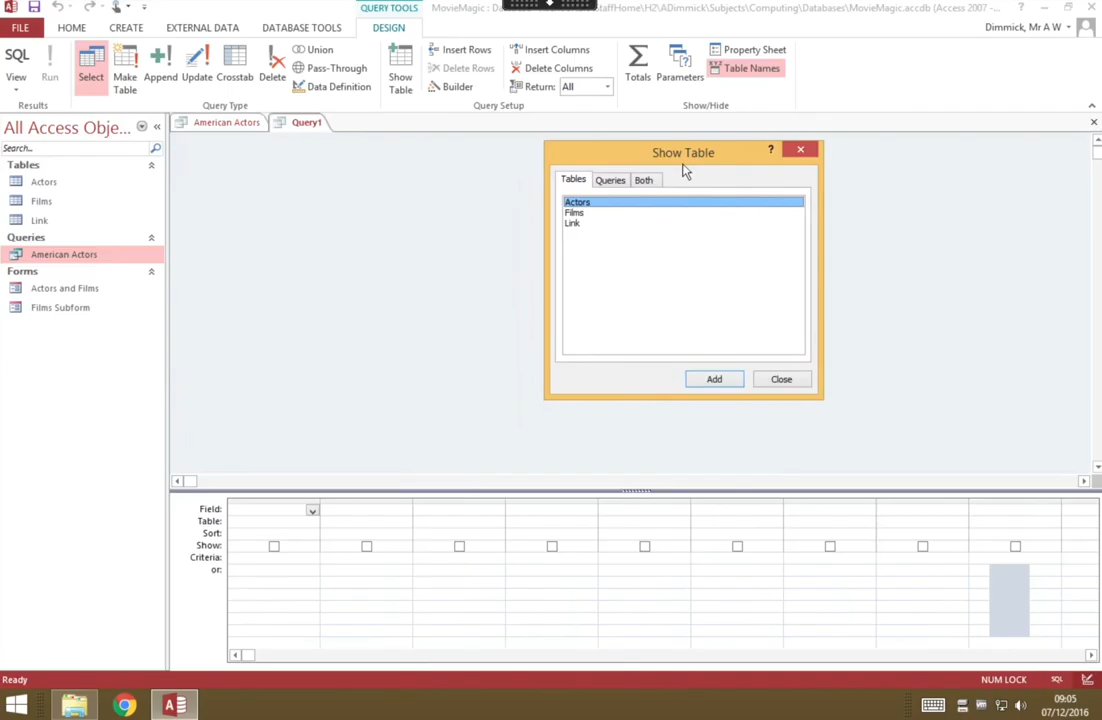 QUERY TOOLS
MovieMagic : 
StaffHome\H2\ADimmick\Subjects\Computing\Databases\MovieMagic.accdb (Access 2007 -...
?
FILE HOME CREATE EXTERNAL DATA DATABASE TOOLS DESIGN
Dimmick, Mr A W
SQL
View
Run
Results
Select
Make
Table
Append
Update
Crosstab
Delete
Union
Pass-Through
Data Definition
Query Type
Show
Table
Insert Rows
Delete Rows
Builder
Insert Columns
Delete Columns
Return: All
Query Setup
Totals
Parameters
Property Sheet
XYZ Table Names
Show/Hide
All Access Obje...
Search...
Tables
Actors
Films
Link
Queries
American Actors
Forms
Actors and Films
Films Subform
American Actors
Query1
Show Table
?
Tables Queries Both
Actors
Films
Link
Add Close
Field:
Table:
Sort:
Show:
Criteria:
or:
Ready
NUM LOCK SQL
09:05
07/12/2016